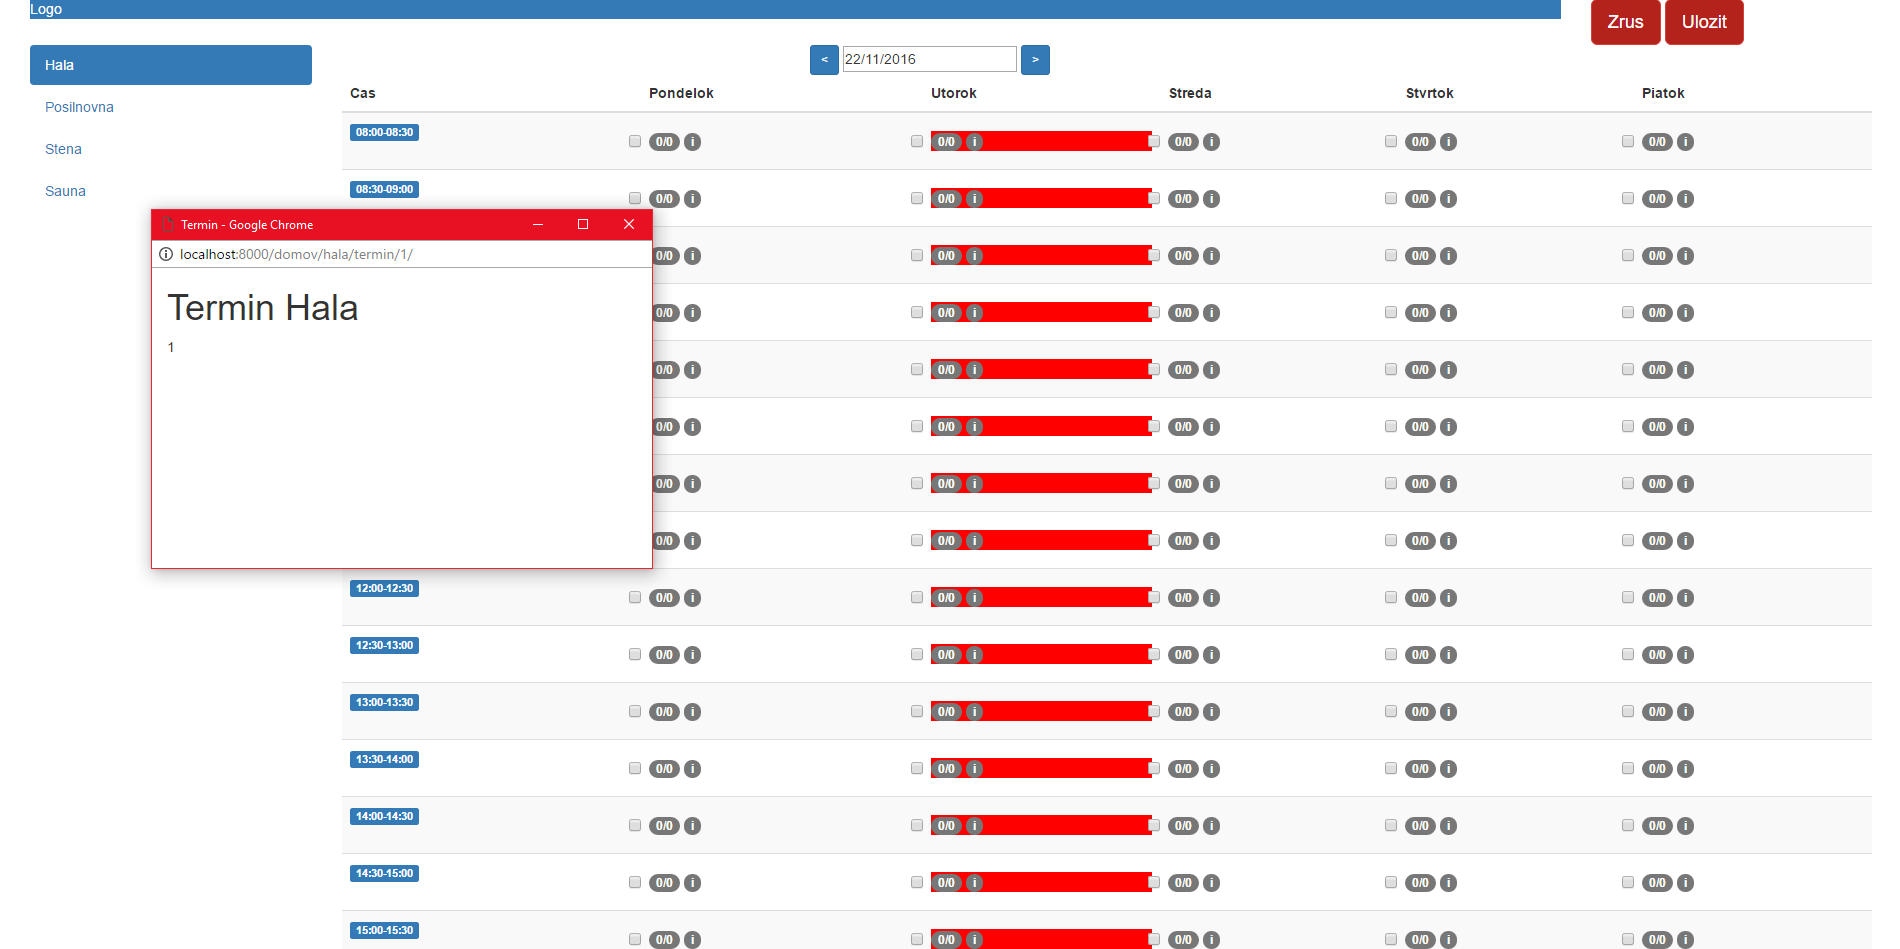 Logo
Zrus Ulozit
Hala
Posilnovna
Stena
Sauna
< 22/11/2016 >
Cas Pondelok Utorok Streda Stvrtok Piatok
08:00-08:30 0/0 i 0/0 i 0/0 i 0/0 i 0/0 i
08:30-09:00 0/0 i 0/0 i 0/0 i 0/0 i 0/0 i
Termin - Google Chrome
localhost:8000/domov/hala/termin/1/
Termin Hala
1
0/0 i 0/0 i 0/0 i 0/0 i 0/0 i
0/0 i 0/0 i 0/0 i 0/0 i 0/0 i
0/0 i 0/0 i 0/0 i 0/0 i 0/0 i
0/0 i 0/0 i 0/0 i 0/0 i 0/0 i
0/0 i 0/0 i 0/0 i 0/0 i 0/0 i
0/0 i 0/0 i 0/0 i 0/0 i 0/0 i
12:00-12:30 0/0 i 0/0 i 0/0 i 0/0 i 0/0 i
12:30-13:00 0/0 i 0/0 i 0/0 i 0/0 i 0/0 i
13:00-13:30 0/0 i 0/0 i 0/0 i 0/0 i 0/0 i
13:30-14:00 0/0 i 0/0 i 0/0 i 0/0 i 0/0 i
14:00-14:30 0/0 i 0/0 i 0/0 i 0/0 i 0/0 i
14:30-15:00 0/0 i 0/0 i 0/0 i 0/0 i 0/0 i
15:00-15:30 0/0 i 0/0 i 0/0 i 0/0 i 0/0 i